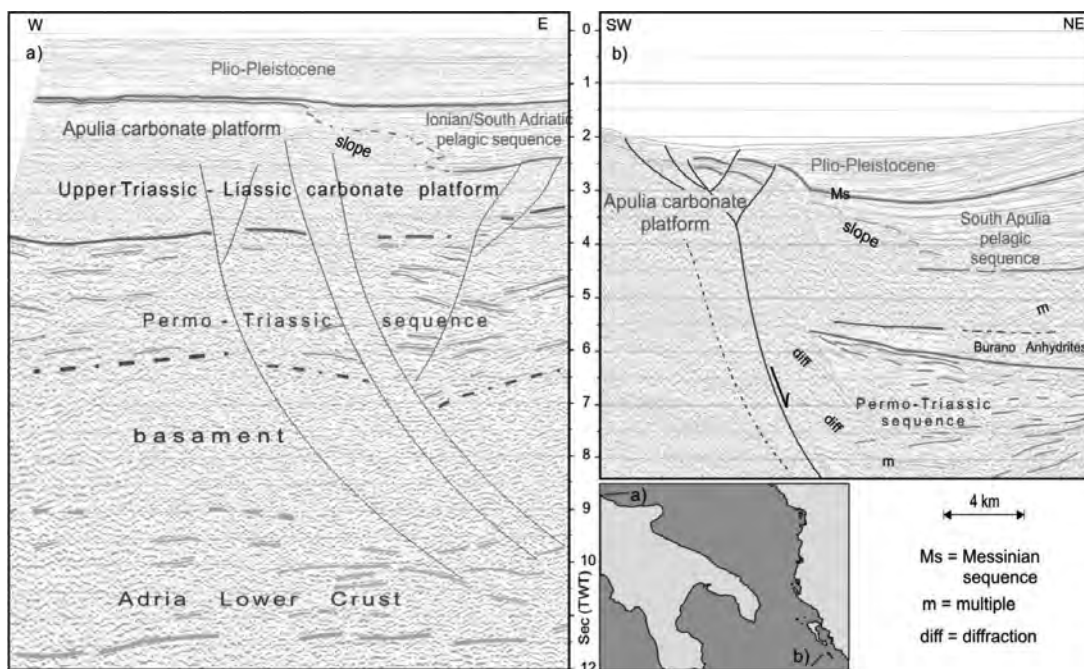 W
E
a)
Plio-Pleistocene
Apulia carbonate platform
Ionian/South Adriatic
pelagic sequence
slope
Upper Triassic - Liassic carbonate platform
Permo - Triassic sequence
basament
Adria Lower Crust
0
1
2
3
4
5
6
7
8
9
10
11
12
Sec (TWT)
SW
NE
b)
Plio-Pleistocene
Ms
Apulia carbonate
platform
slope
South Apulia
pelagic
sequence
m
Burano Anhydrites
diff
Permo-Triassic
sequence
diff
m
a)
b)
4 km
Ms = Messinian
sequence
m = multiple
diff = diffraction